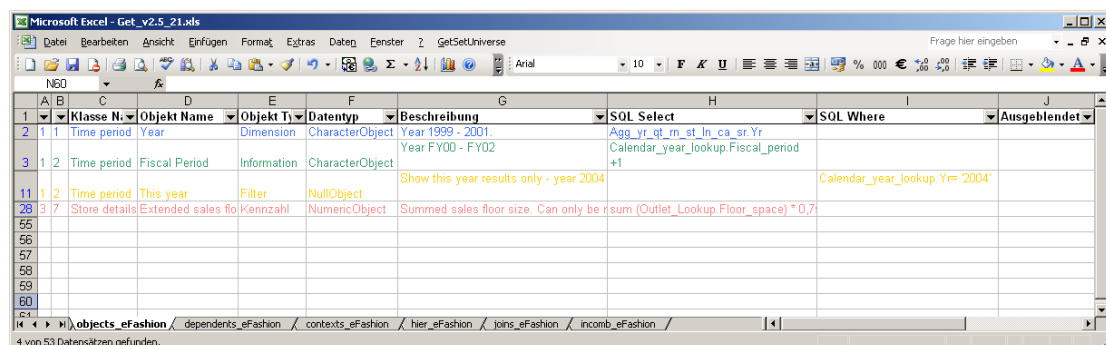 Microsoft Excel - Get_v2.5_21.xls
Datei Bearbeiten Ansicht Einfügen Format Extras Daten Fenster ? GetSetUniverse Frage hier eingeben
Arial 10 F K U % 000 €
N60 fx
A B C D E F G H I J
1 Klasse Na Objekt Name Objekt Ty Datentyp Beschreibung SQL Select SQL Where Ausgeblendet
2 1 1 Time period Year Dimension CharacterObject Year 1999 - 2001. Agg_yr_qt_rn_st_ln_ca_sr.Yr
Year FY00 - FY02 Calendar_year_lookup.Fiscal_period
3 1 2 Time period Fiscal Period Information CharacterObject +1
Show this year results only - year 2004 Calendar_year_lookup.Yr= '2004'
11 1 2 Time period This year Filter NullObject
28 3 7 Store details Extended sales flo Kennzahl NumericObject Summed sales floor size. Can only be r sum (Outlet_Lookup.Floor_space) * 0,7
55
56
57
58
59
60
61
objects_eFashion dependents_eFashion contexts_eFashion hier_eFashion joins_eFashion incomb_eFashion
4 von 53 Datensätzen gefunden.